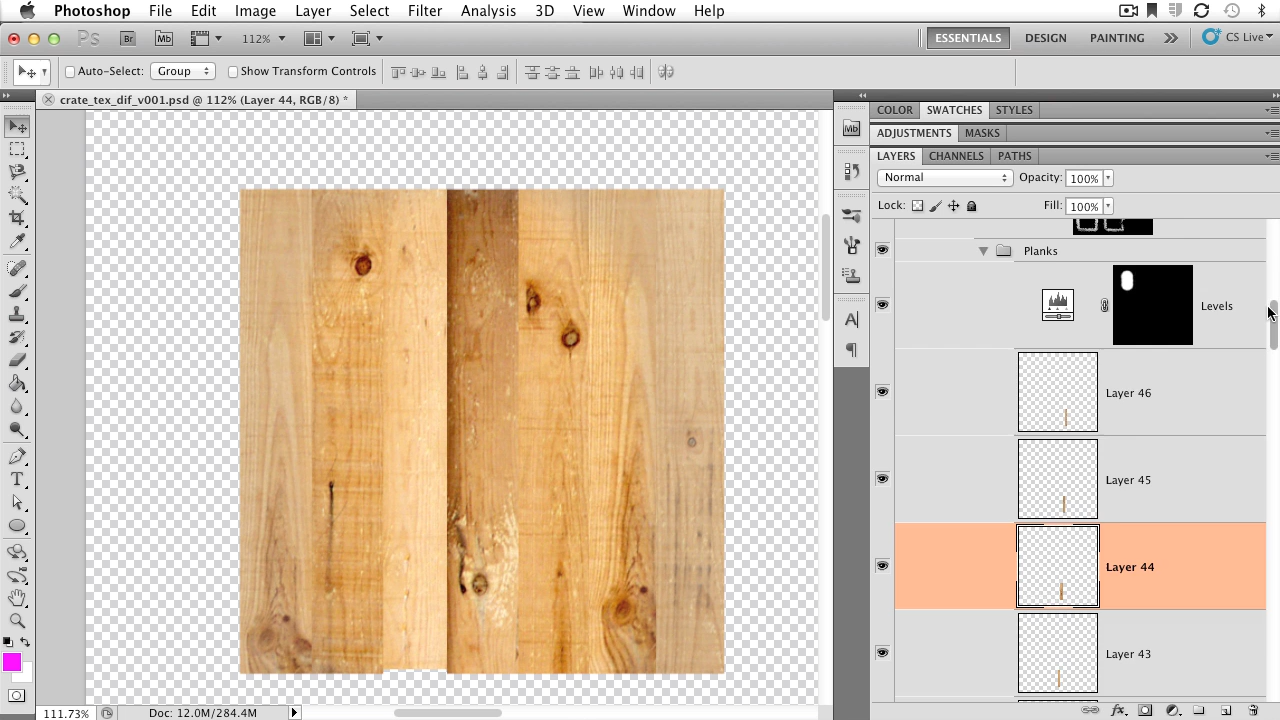 Photoshop File Edit Image Layer Select Filter Analysis 3D View Window Help
Ps Br Mb 112% ESSENTIALS DESIGN PAINTING CS Live
Auto-Select: Group Show Transform Controls
crate_tex_dif_v001.psd @ 112% (Layer 44, RGB/8) *
COLOR SWATCHES STYLES
Mb
ADJUSTMENTS MASKS
LAYERS CHANNELS PATHS
Normal Opacity: 100%
Lock: Fill: 100%
Planks
Levels
A
Layer 46
T
Layer 45
Layer 44
Layer 43
111.73% Doc: 12.0M/284.4M
fx